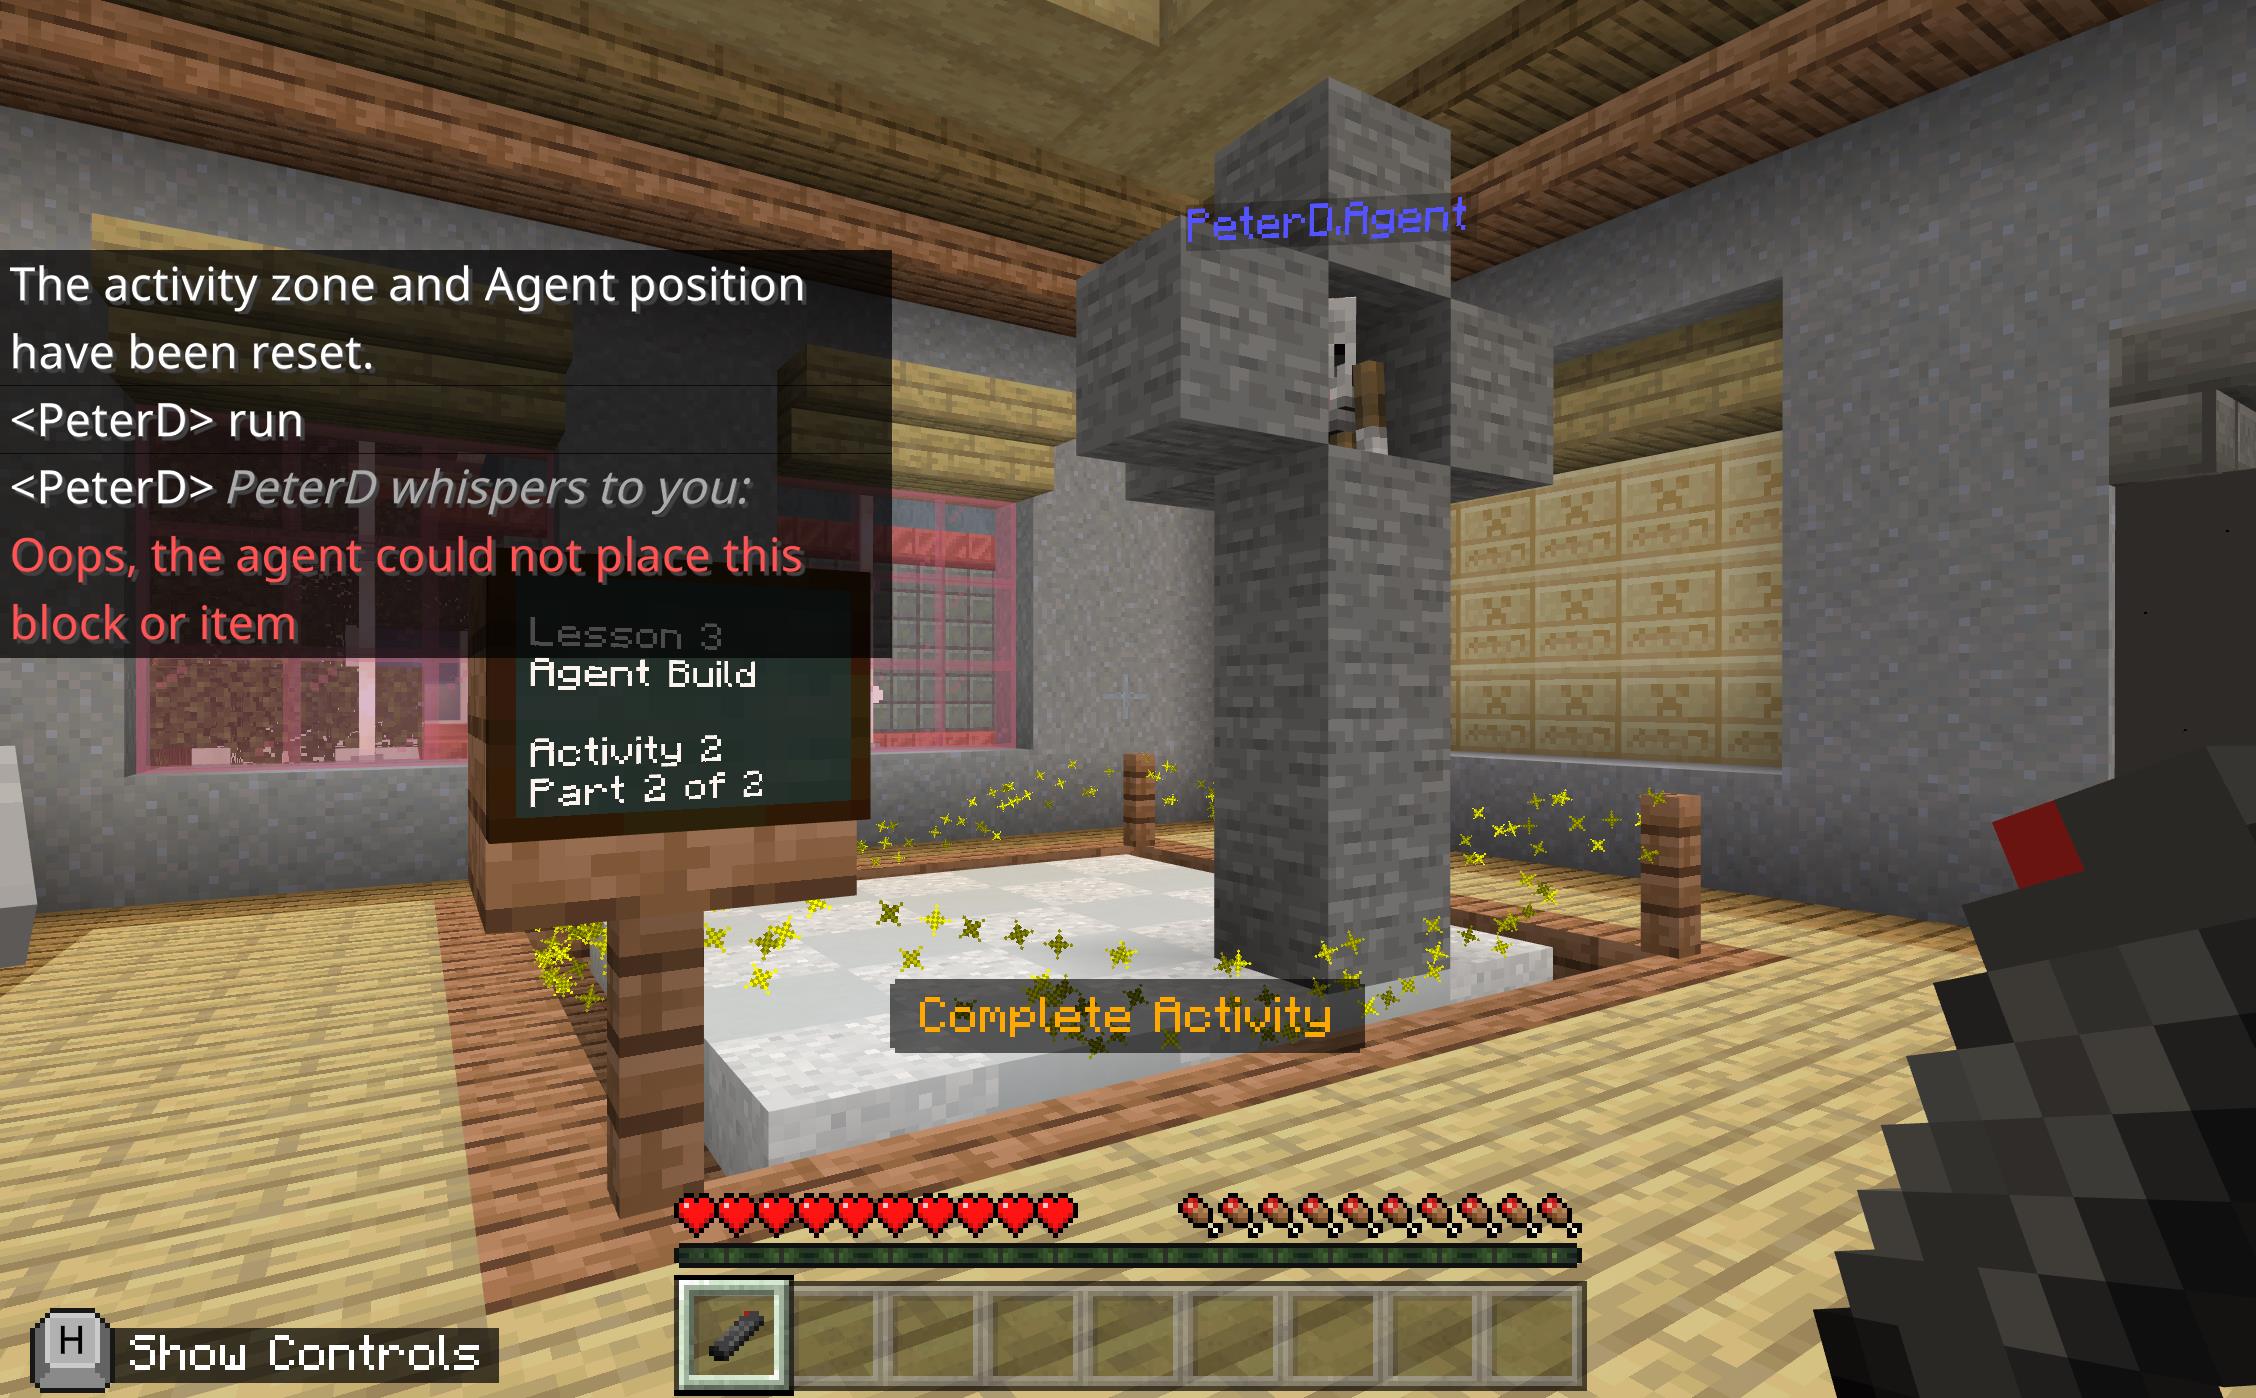 PeterD.Agent
The activity zone and Agent position
have been reset.
<PeterD> run
<PeterD> PeterD whispers to you:
Oops, the agent could not place this
block or item
Lesson 3
Agent Build
Activity 2
Part 2 of 2
Complete Activity
H Show Controls